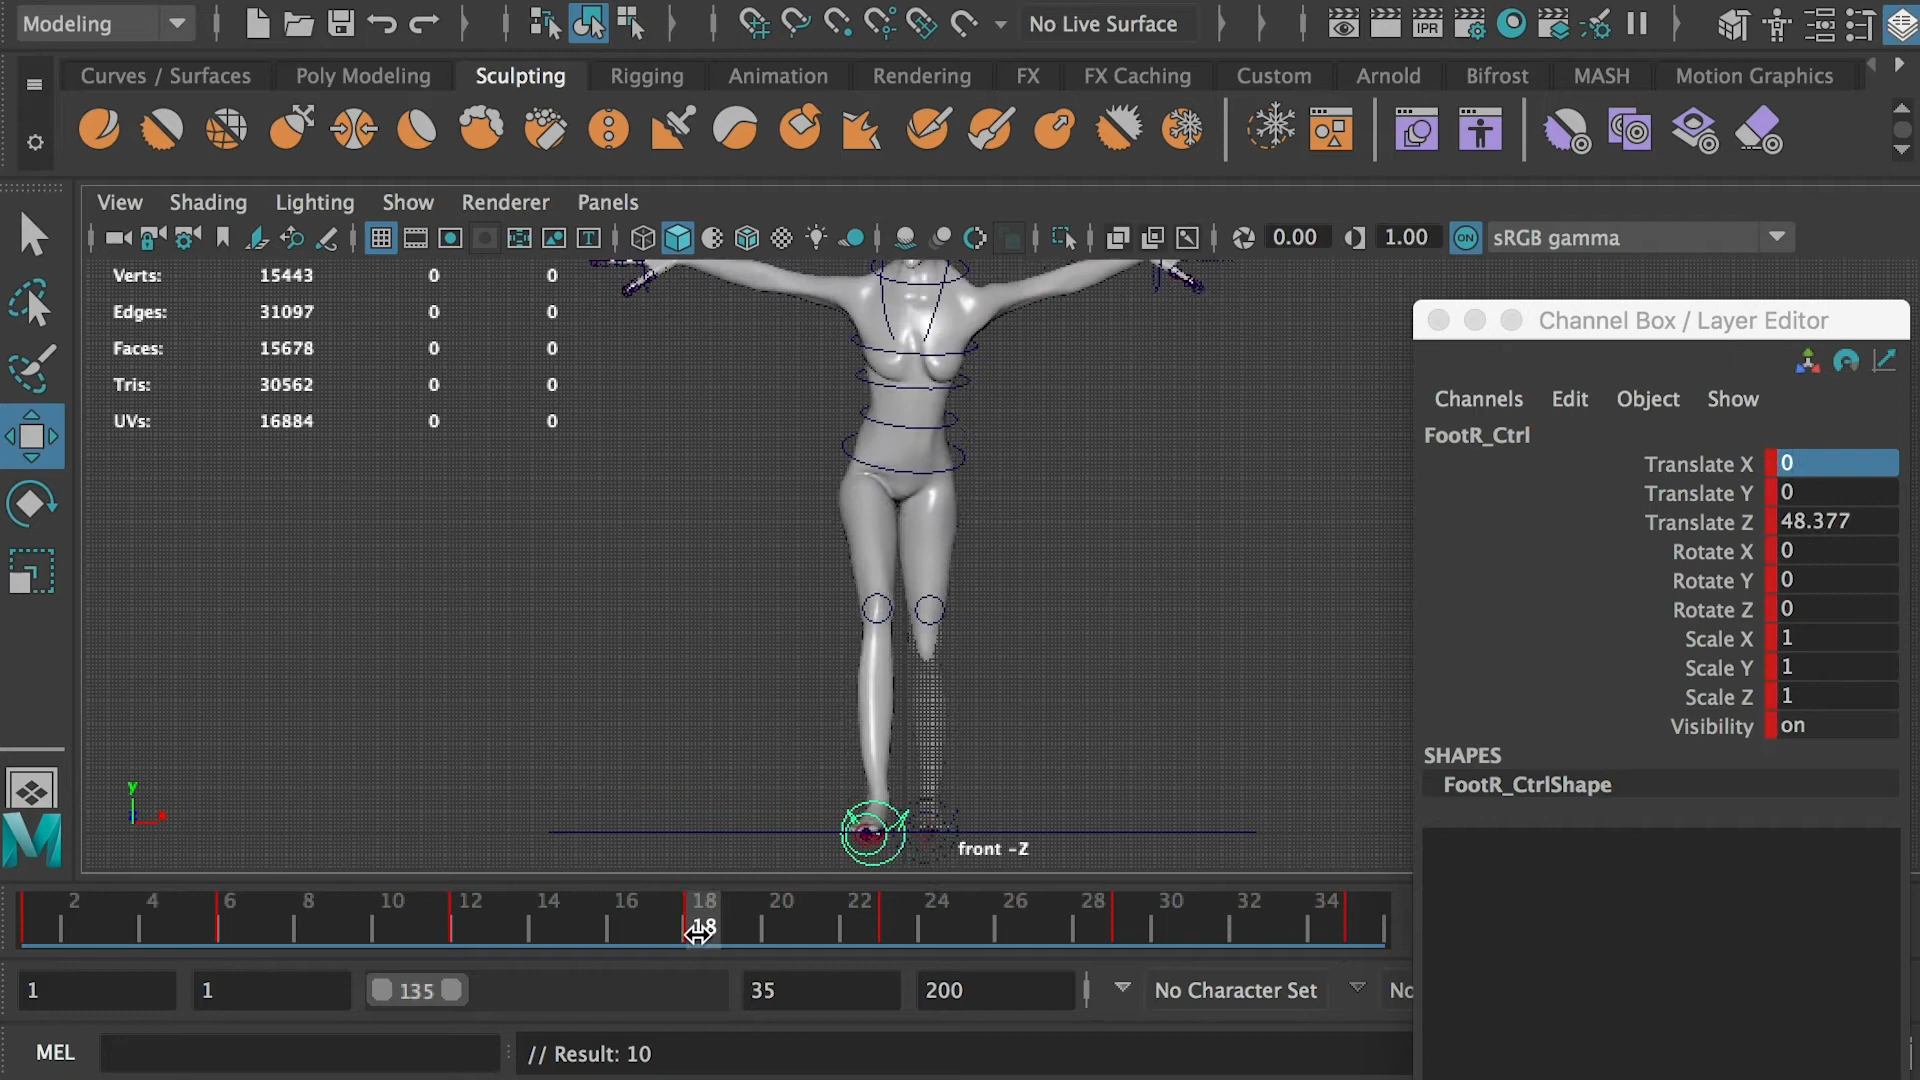 Modeling
No Live Surface
IPR
Curves / Surfaces Poly Modeling Sculpting Rigging Animation Rendering FX FX Caching Custom Arnold Bifrost MASH Motion Graphics
View Shading Lighting Show Renderer Panels
0.00 1.00 ON sRGB gamma
Verts: 15443 0 0
Edges: 31097 0 0
Faces: 15678 0 0
Tris: 30562 0 0
UVs: 16884 0 0
y
front -Z
Channel Box / Layer Editor
Channels Edit Object Show
FootR_Ctrl
Translate X 0
Translate Y 0
Translate Z 48.377
Rotate X 0
Rotate Y 0
Rotate Z 0
Scale X 1
Scale Y 1
Scale Z 1
Visibility on
SHAPES
FootR_CtrlShape
2 4 6 8 10 12 14 16 18 20 22 24 26 28 30 32 34
18
1 1 135 35 200 No Character Set No
MEL // Result: 10